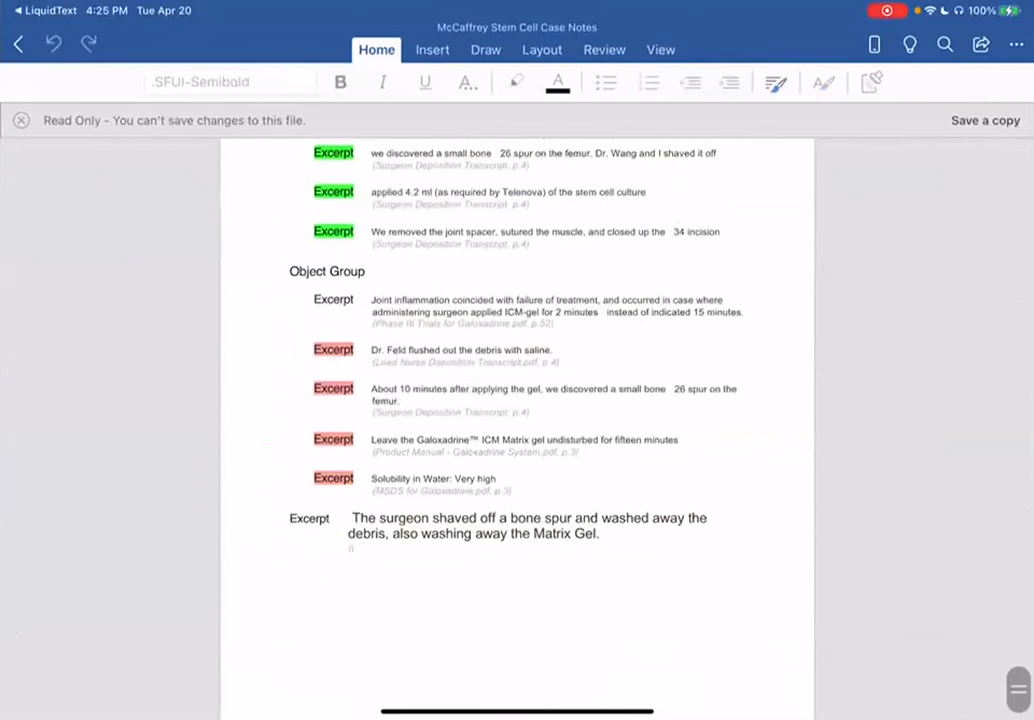 LiquidText 4:25 PM Tue Apr 20 100%
McCaffrey Stem Cell Case Notes
Home Insert Draw Layout Review View
.SFUI-Semibold B I U A.. A
Read Only - You can't save changes to this file. Save a copy
Excerpt we discovered a small bone 26 spur on the femur. Dr. Wang and I shaved it off
(Surgeon Deposition Transcript. p.4)
Excerpt applied 4.2 ml (as required by Telenova) of the stem cell culture
(Surgeon Deposition Transcript. p.4)
Excerpt We removed the joint spacer, sutured the muscle, and closed up the 34 incision
(Surgeon Deposition Transcript. p.4)
Object Group
Excerpt Joint inflammation coincided with failure of treatment, and occurred in case where
administering surgeon applied ICM-gel for 2 minutes instead of indicated 15 minutes.
(Phase III Trials for Galoxadrine.pdf. p.52)
Excerpt Dr. Feld flushed out the debris with saline.
(Lead Nurse Deposition Transcript.pdf. p.4)
Excerpt About 10 minutes after applying the gel, we discovered a small bone 26 spur on the
femur.
(Surgeon Deposition Transcript. p.4)
Excerpt Leave the Galoxadrine™ ICM Matrix gel undisturbed for fifteen minutes
(Product Manual - Galoxadrine System.pdf. p.3)
Excerpt Solubility in Water: Very high
(MSDS for Galoxadrine.pdf. p.3)
Excerpt The surgeon shaved off a bone spur and washed away the
debris, also washing away the Matrix Gel.
()